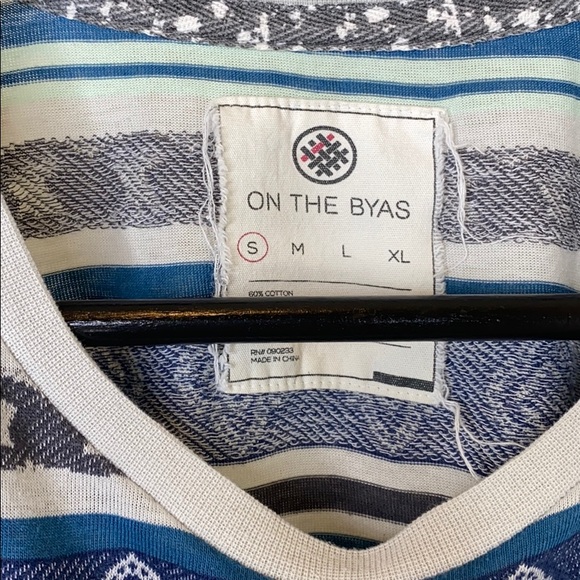 ON THE BYAS
S M L XL
60% COTTON
RN# 090233
MADE IN CHINA